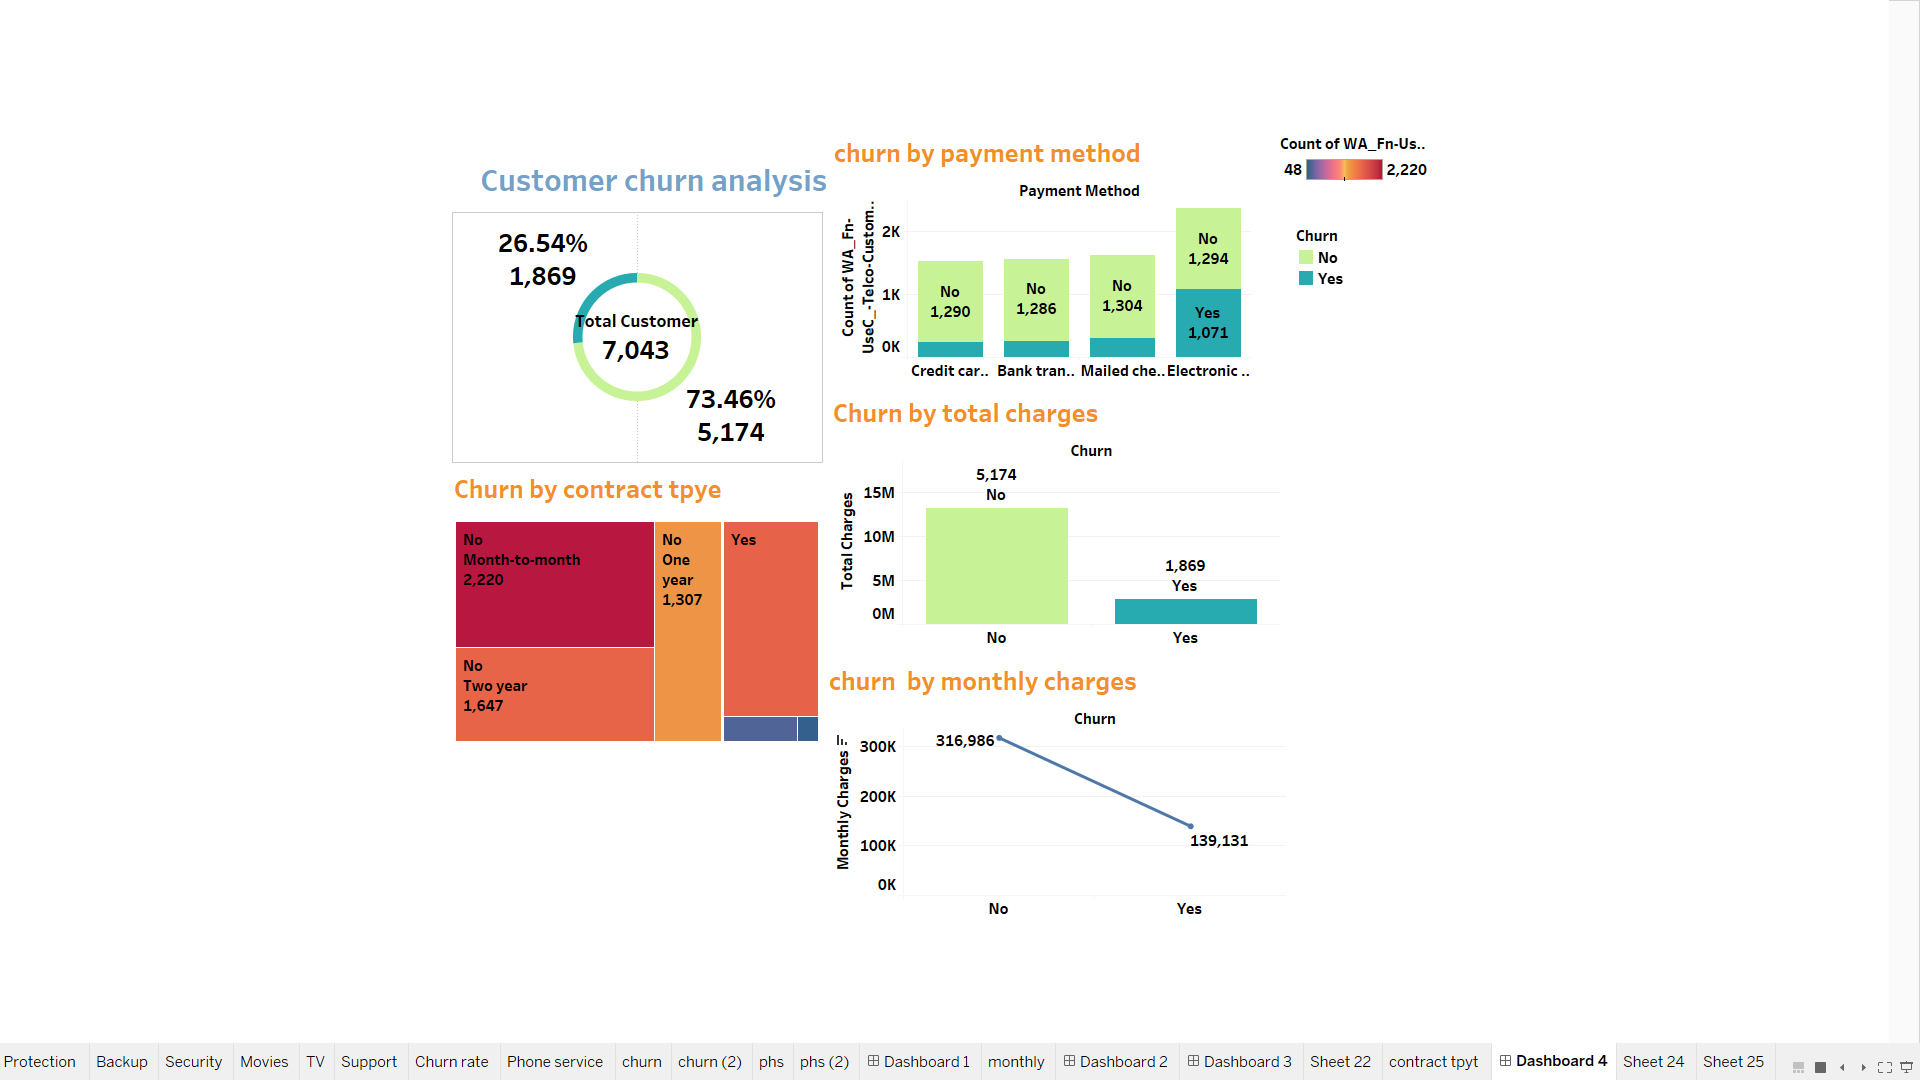 Customer churn analysis
26.54%
1,869
Total Customer
7,043
73.46%
5,174
Churn by contract tpye
No
Month-to-month
2,220
No
Two year
1,647
No
One
year
1,307
Yes
churn by payment method
Payment Method
Count of WA_Fn-
UseC_-Telco-Custom..
2K
1K
0K
No
1,290
No
1,286
No
1,304
No
1,294
Yes
1,071
Credit car..
Bank tran..
Mailed che..
Electronic ..
Churn by total charges
Churn
Total Charges
15M
10M
5M
0M
5,174
No
1,869
Yes
No
Yes
churn  by monthly charges
Churn
Monthly Charges
300K
200K
100K
0K
316,986
139,131
No
Yes
Count of WA_Fn-Us..
48
2,220
Churn
No
Yes
Protection
Backup
Security
Movies
TV
Support
Churn rate
Phone service
churn
churn (2)
phs
phs (2)
Dashboard 1
monthly
Dashboard 2
Dashboard 3
Sheet 22
contract tpyt
Dashboard 4
Sheet 24
Sheet 25